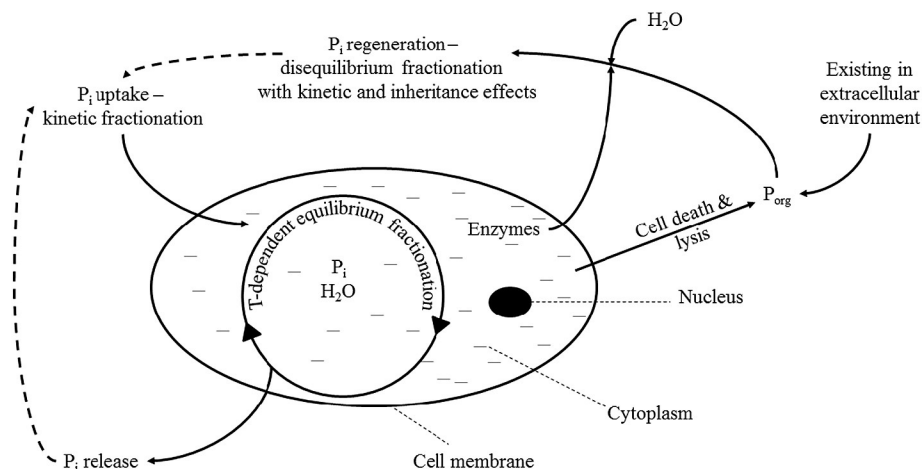 H₂O
Pᵢ regeneration–
disequilibrium fractionation
with kinetic and inheritance effects
Existing in
extracellular
environment
Pᵢ uptake–
kinetic fractionation
P_org
Enzymes
Cell death &
lysis
T-dependent equilibrium fractionation
Pᵢ
H₂O
Nucleus
Cytoplasm
Pᵢ release
Cell membrane